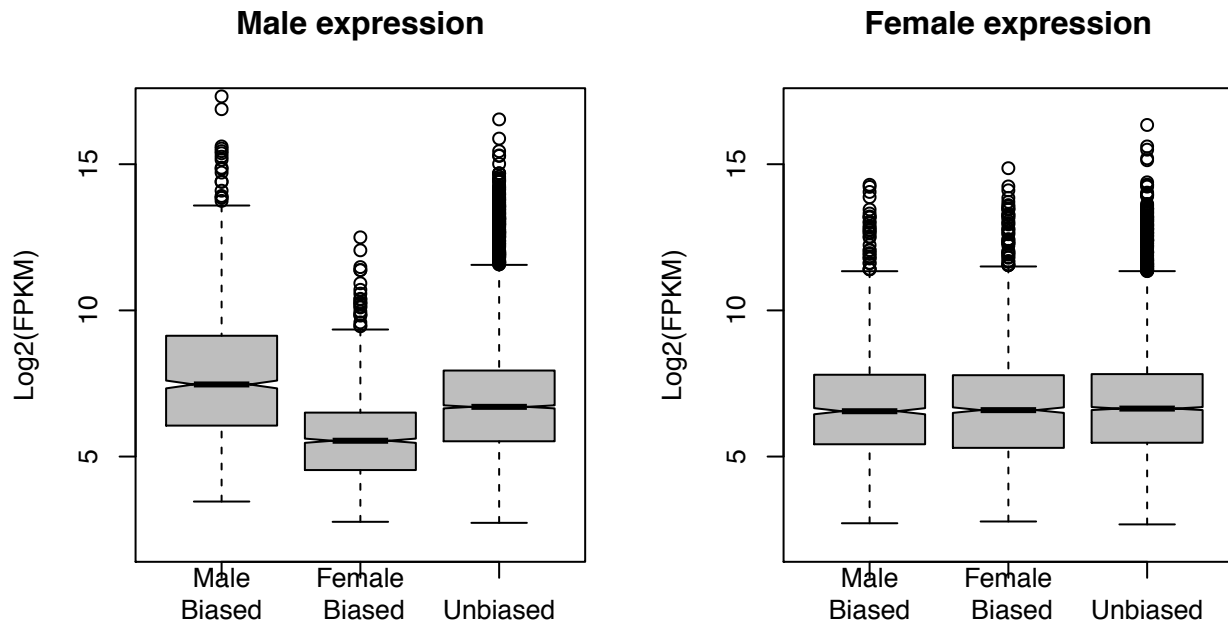 Male expression
Log2(FPKM)
15
10
5
Male
Biased
Female
Biased
Unbiased
Female expression
Log2(FPKM)
15
10
5
Male
Biased
Female
Biased
Unbiased